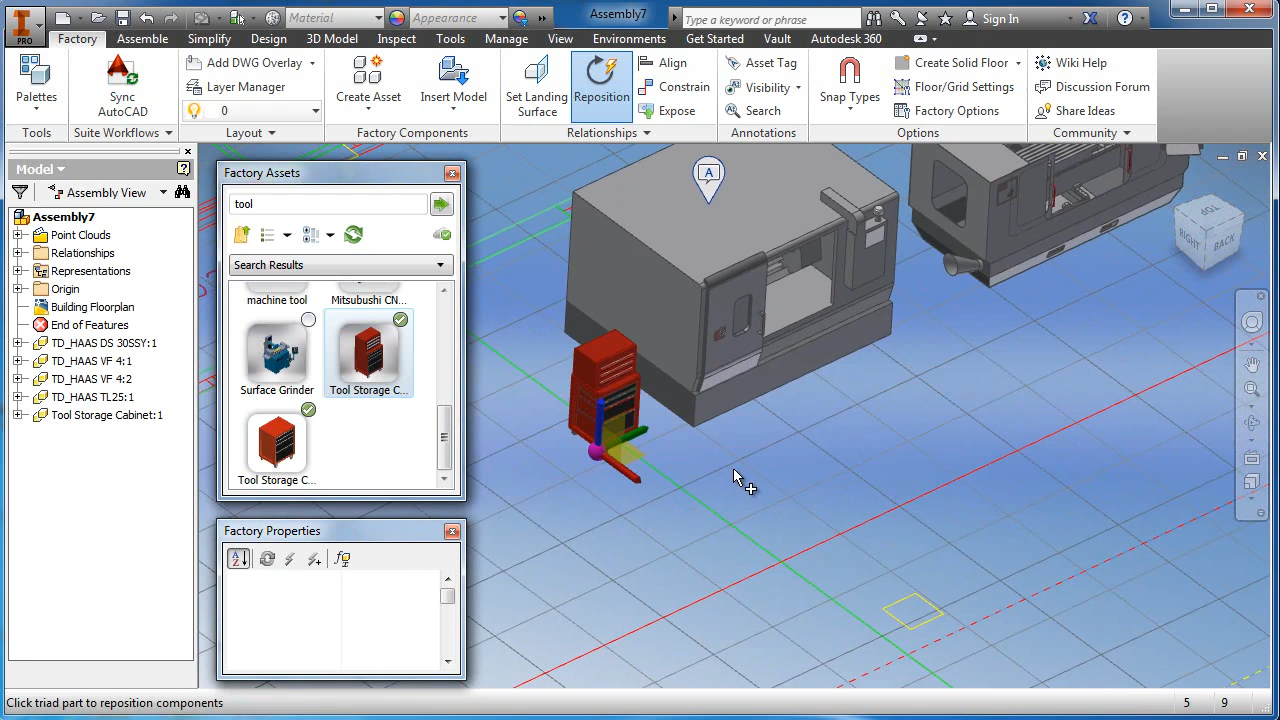 Material
Appearance
Assembly7
Type a keyword or phrase
Sign In
PRO
Factory
Assemble
Simplify
Design
3D Model
Inspect
Tools
Manage
View
Environments
Get Started
Vault
Autodesk 360
Palettes
Sync
AutoCAD
Add DWG Overlay
Layer Manager
0
Create Asset
Insert Model
Set Landing
Surface
Reposition
Align
Constrain
Expose
Asset Tag
Visibility
Search
Snap Types
Create Solid Floor
Floor/Grid Settings
Factory Options
Wiki Help
Discussion Forum
Share Ideas
Tools
Suite Workflows
Layout
Factory Components
Relationships
Annotations
Options
Community
Model
Assembly View
Assembly7
Point Clouds
Relationships
Representations
Origin
Building Floorplan
End of Features
TD_HAAS DS 30SSY:1
TD_HAAS VF 4:1
TD_HAAS VF 4:2
TD_HAAS TL25:1
Tool Storage Cabinet:1
Factory Assets
tool
Search Results
machine tool
Mitsubushi CN...
Surface Grinder
Tool Storage C...
Tool Storage C...
Factory Properties
A
TOP
RIGHT
BACK
Click triad part to reposition components
5
9